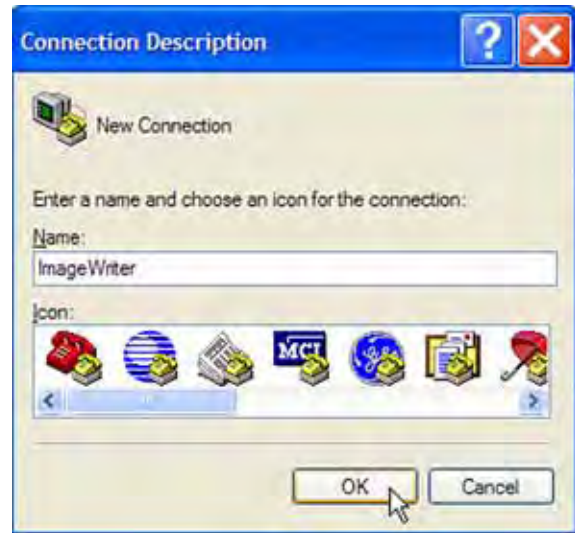 Connection Description
New Connection
Enter a name and choose an icon for the connection:
Name:
ImageWriter
Icon:
MCI
OK
Cancel